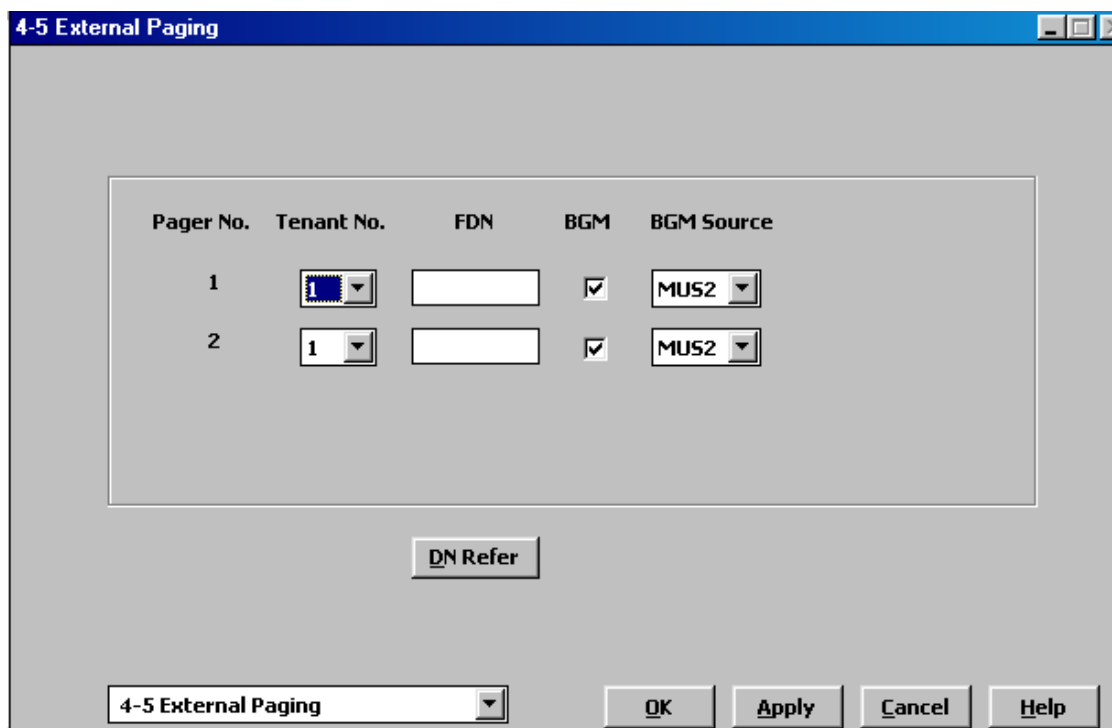 4-5 External Paging
Pager No. Tenant No. FDN BGM BGM Source
1 1 MUS2
2 1 MUS2
DN Refer
4-5 External Paging OK Apply Cancel Help